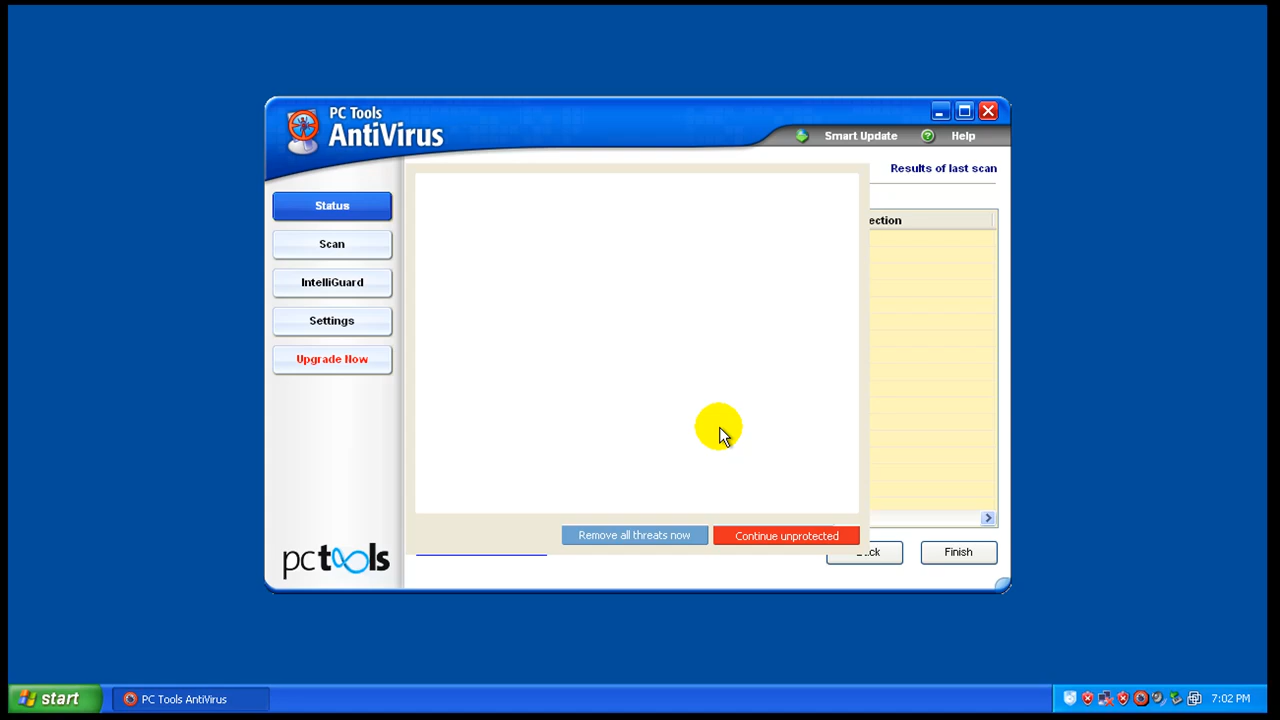 PC Tools
AntiVirus
Smart Update
Help
Results of last scan
Status
Scan
IntelliGuard
Settings
Upgrade Now
ection
Remove all threats now
Continue unprotected
ck
Finish
pctools
start
PC Tools AntiVirus
7:02 PM